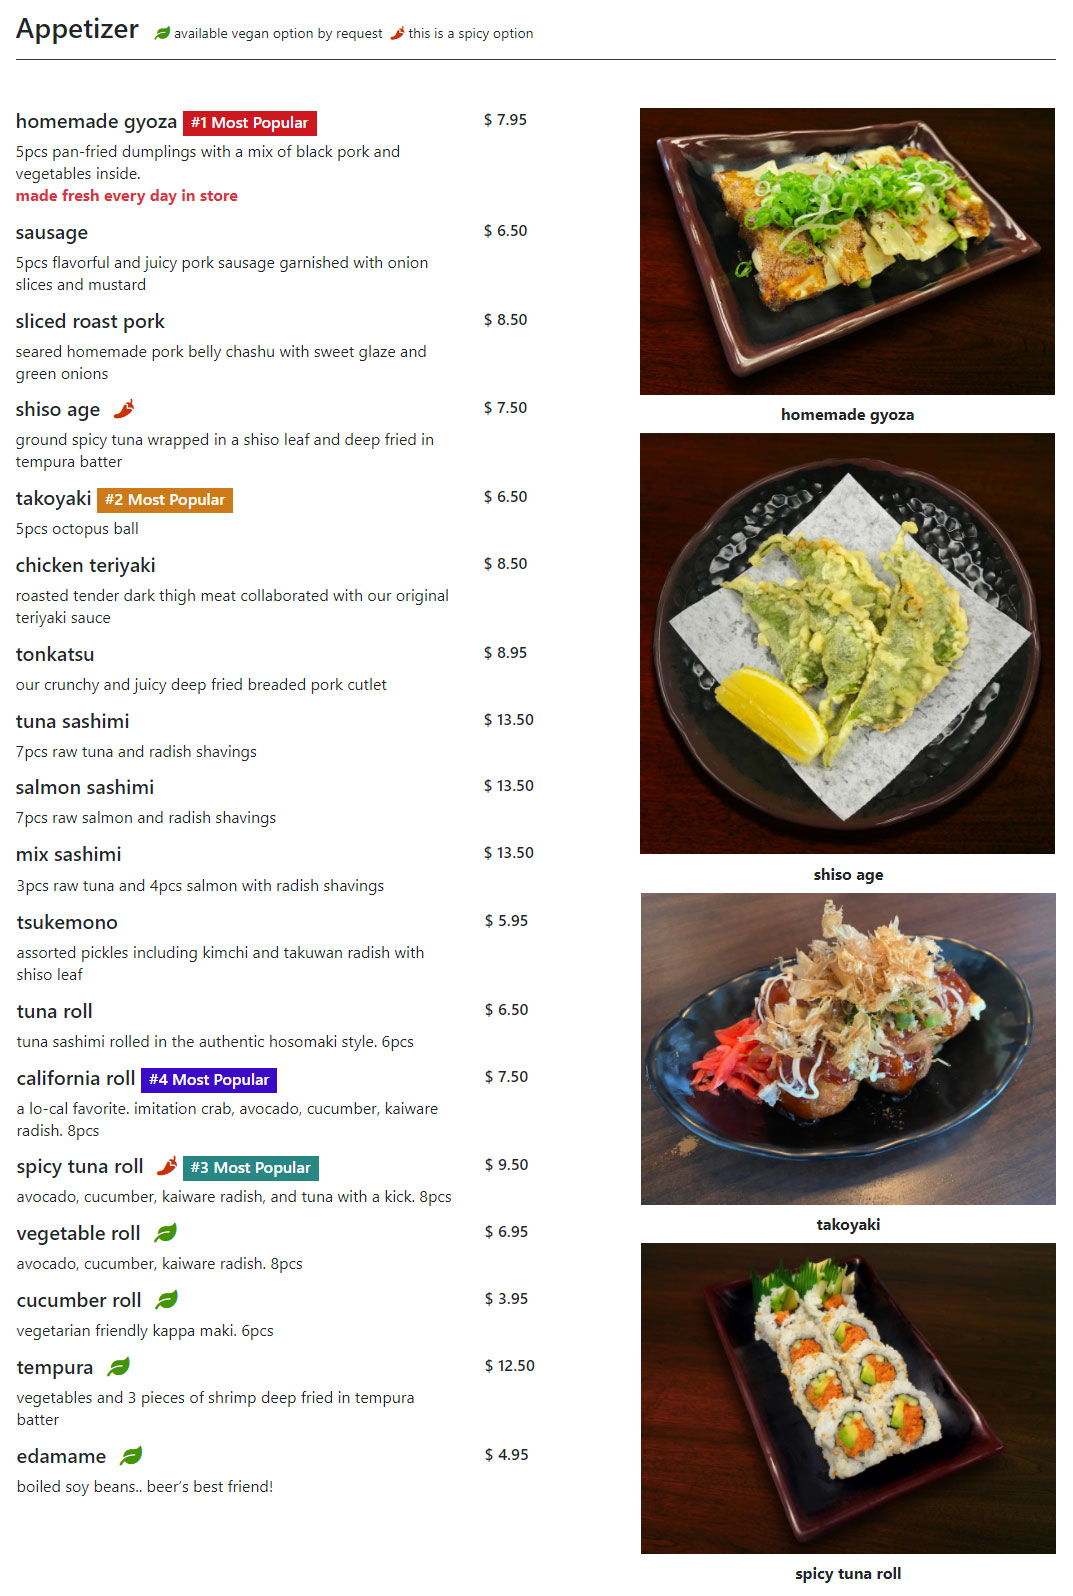 Appetizer available vegan option by request this is a spicy option
homemade gyoza #1 Most Popular $ 7.95
5pcs pan-fried dumplings with a mix of black pork and
vegetables inside.
made fresh every day in store
sausage $ 6.50
5pcs flavorful and juicy pork sausage garnished with onion
slices and mustard
sliced roast pork $ 8.50
seared homemade pork belly chashu with sweet glaze and
green onions
shiso age $ 7.50
ground spicy tuna wrapped in a shiso leaf and deep fried in
tempura batter
takoyaki #2 Most Popular $ 6.50
5pcs octopus ball
chicken teriyaki $ 8.50
roasted tender dark thigh meat collaborated with our original
teriyaki sauce
tonkatsu $ 8.95
our crunchy and juicy deep fried breaded pork cutlet
tuna sashimi $ 13.50
7pcs raw tuna and radish shavings
salmon sashimi $ 13.50
7pcs raw salmon and radish shavings
mix sashimi $ 13.50
3pcs raw tuna and 4pcs salmon with radish shavings
tsukemono $ 5.95
assorted pickles including kimchi and takuwan radish with
shiso leaf
tuna roll $ 6.50
tuna sashimi rolled in the authentic hosomaki style. 6pcs
california roll #4 Most Popular $ 7.50
a lo-cal favorite. imitation crab, avocado, cucumber, kaiware
radish. 8pcs
spicy tuna roll #3 Most Popular $ 9.50
avocado, cucumber, kaiware radish, and tuna with a kick. 8pcs
vegetable roll $ 6.95
avocado, cucumber, kaiware radish. 8pcs
cucumber roll $ 3.95
vegetarian friendly kappa maki. 6pcs
tempura $ 12.50
vegetables and 3 pieces of shrimp deep fried in tempura
batter
edamame $ 4.95
boiled soy beans.. beer's best friend!
homemade gyoza
shiso age
takoyaki
spicy tuna roll